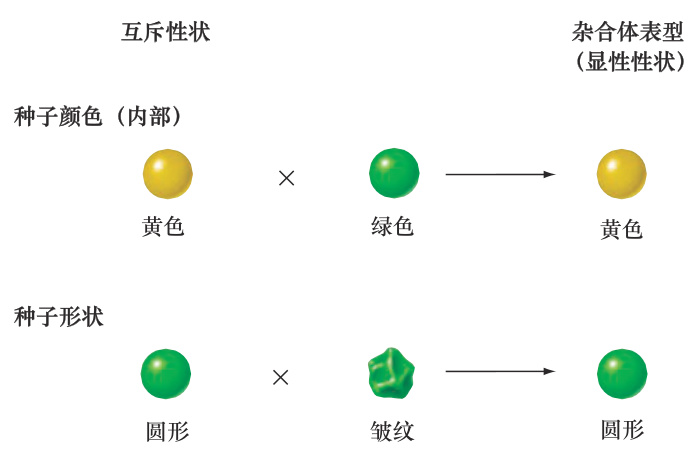 互斥性状
杂合体表型
（显性性状）
种子颜色（内部）
黄色
×
绿色
黄色
种子形状
圆形
×
皱纹
圆形